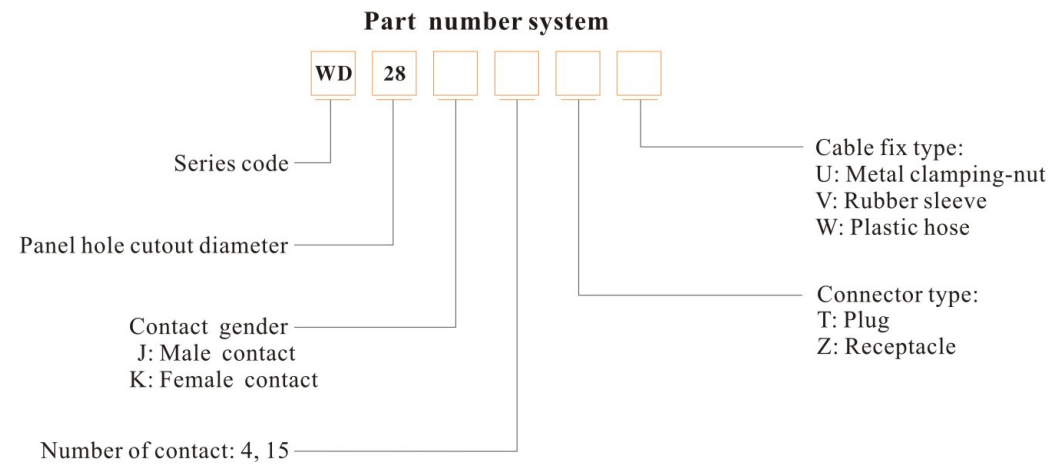 Part number system
WD 28
Series code
Panel hole cutout diameter
Contact gender
J: Male contact
K: Female contact
Number of contact: 4, 15
Cable fix type:
U: Metal clamping-nut
V: Rubber sleeve
W: Plastic hose
Connector type:
T: Plug
Z: Receptacle